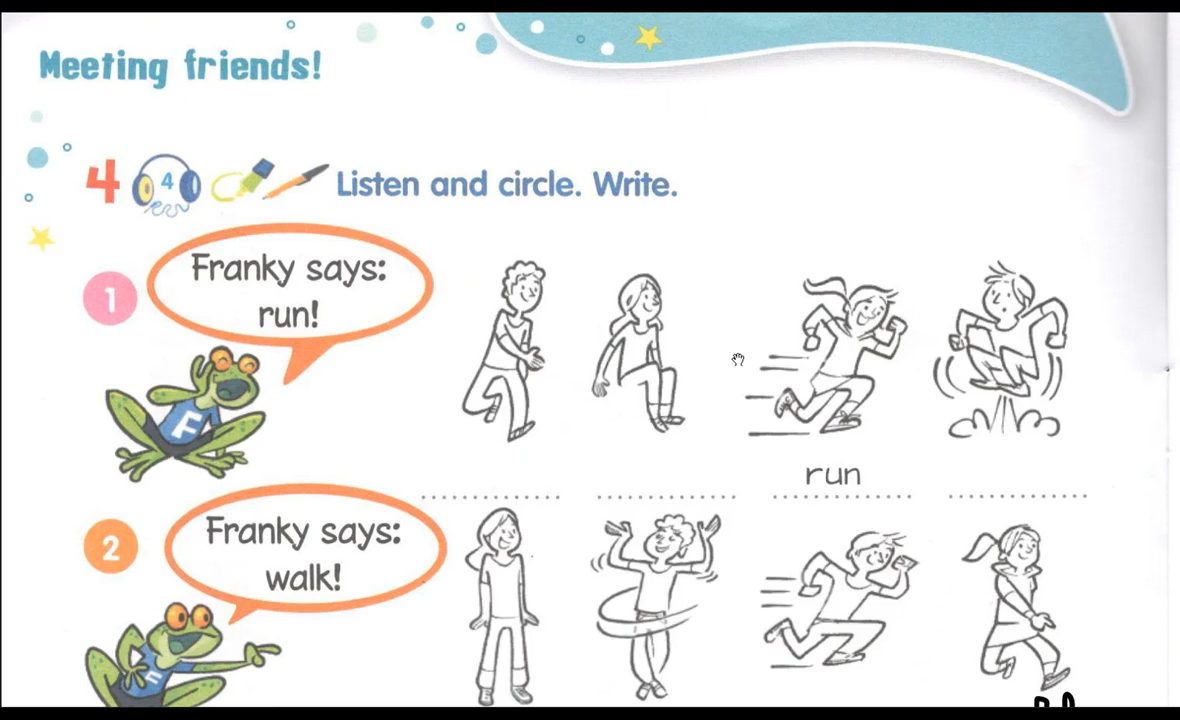 Meeting friends!
4 4 Listen and circle. Write.
1 Franky says:
run!
F
run
2 Franky says:
walk!
F